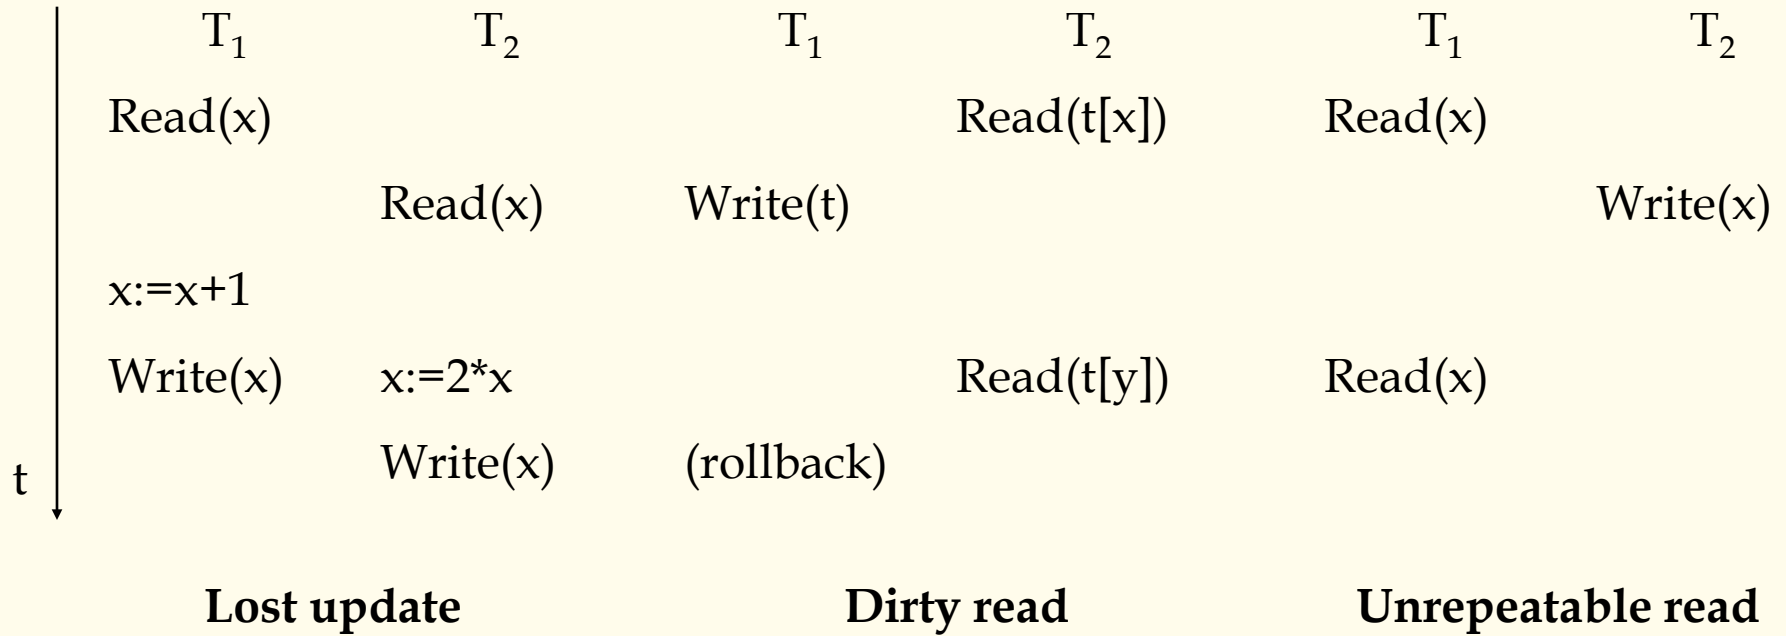 T₁ T₂ T₁ T₂ T₁ T₂
Read(x) Read(t[x]) Read(x)
Read(x) Write(t) Write(x)
x:=x+1
Write(x) x:=2*x Read(t[y]) Read(x)
t Write(x) (rollback)
Lost update Dirty read Unrepeatable read